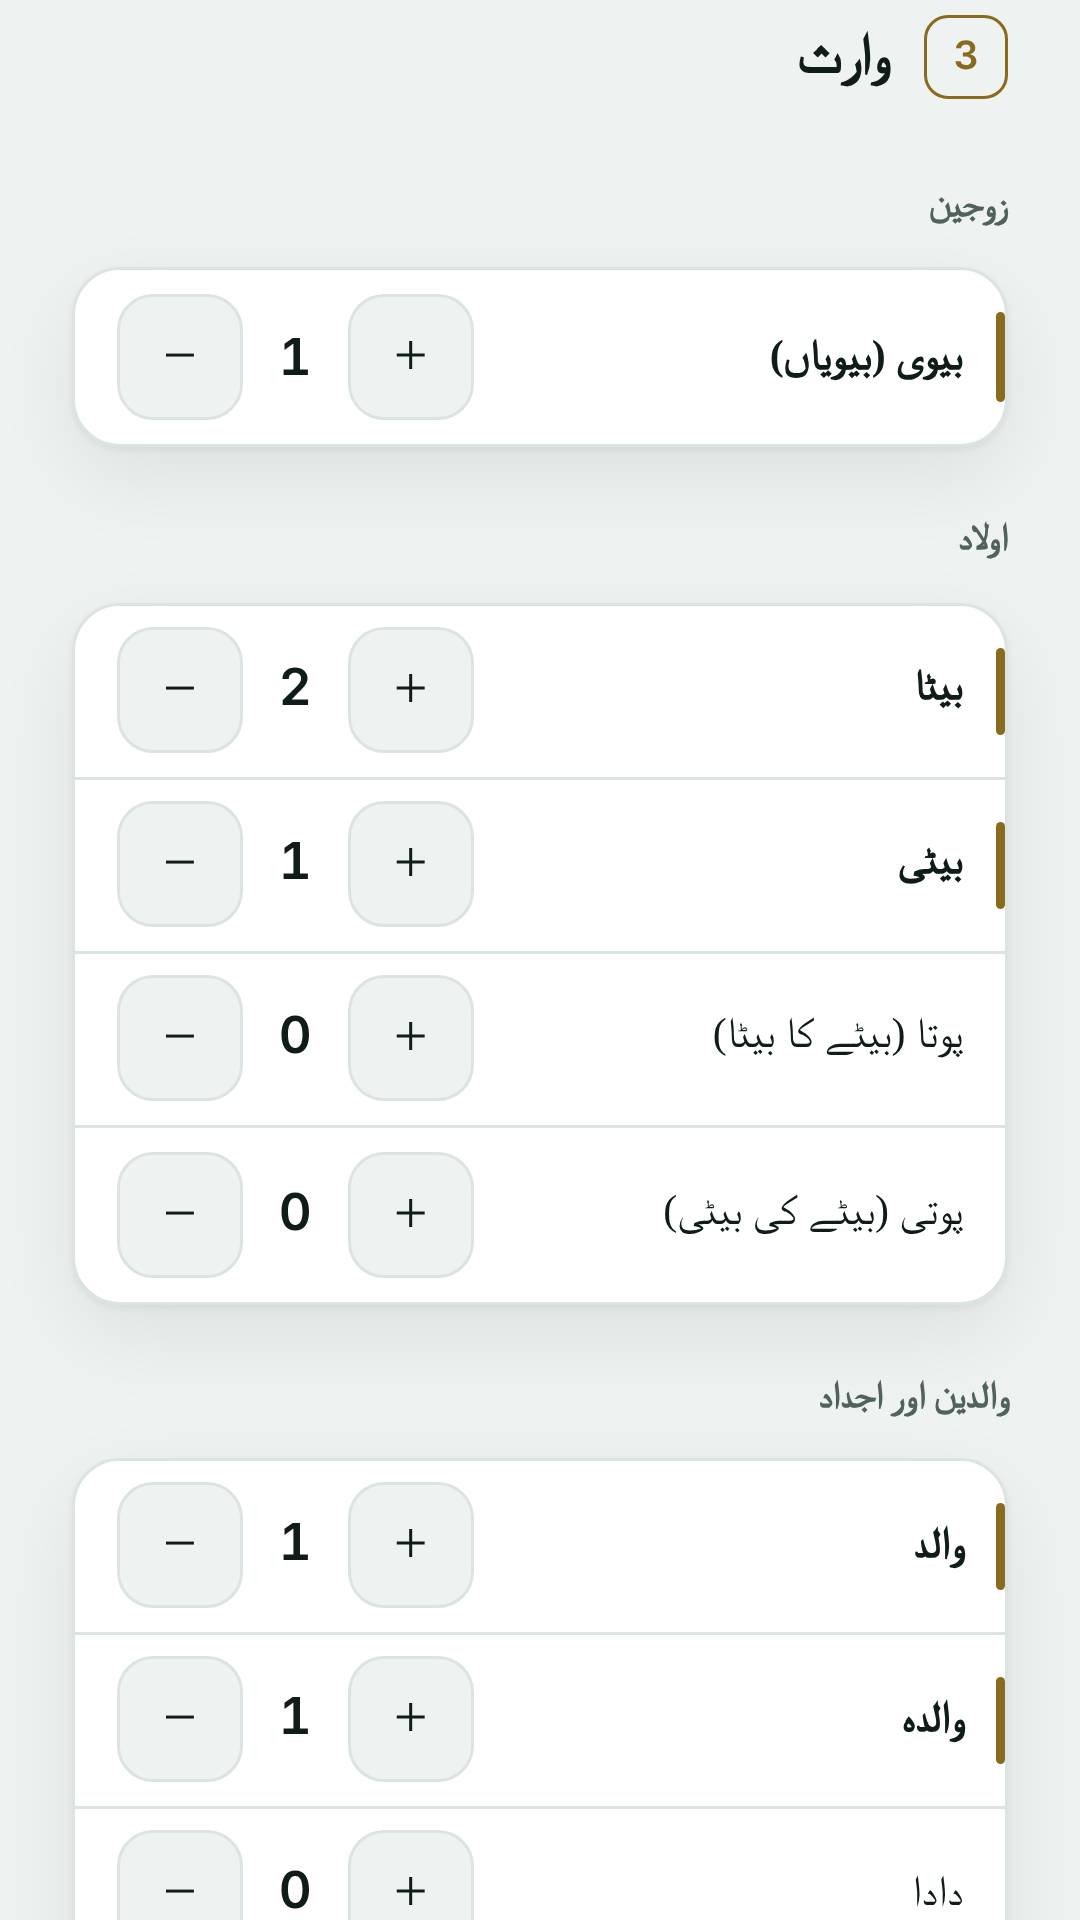 3 وارث
زوجین
بیوی (بیویاں) + 1 −
اولاد
بیٹا + 2 −
بیٹی + 1 −
پوتا (بیٹے کا بیٹا) + 0 −
پوتی (بیٹے کی بیٹی) + 0 −
والدین اور اجداد
والد + 1 −
والدہ + 1 −
دادا + 0 −